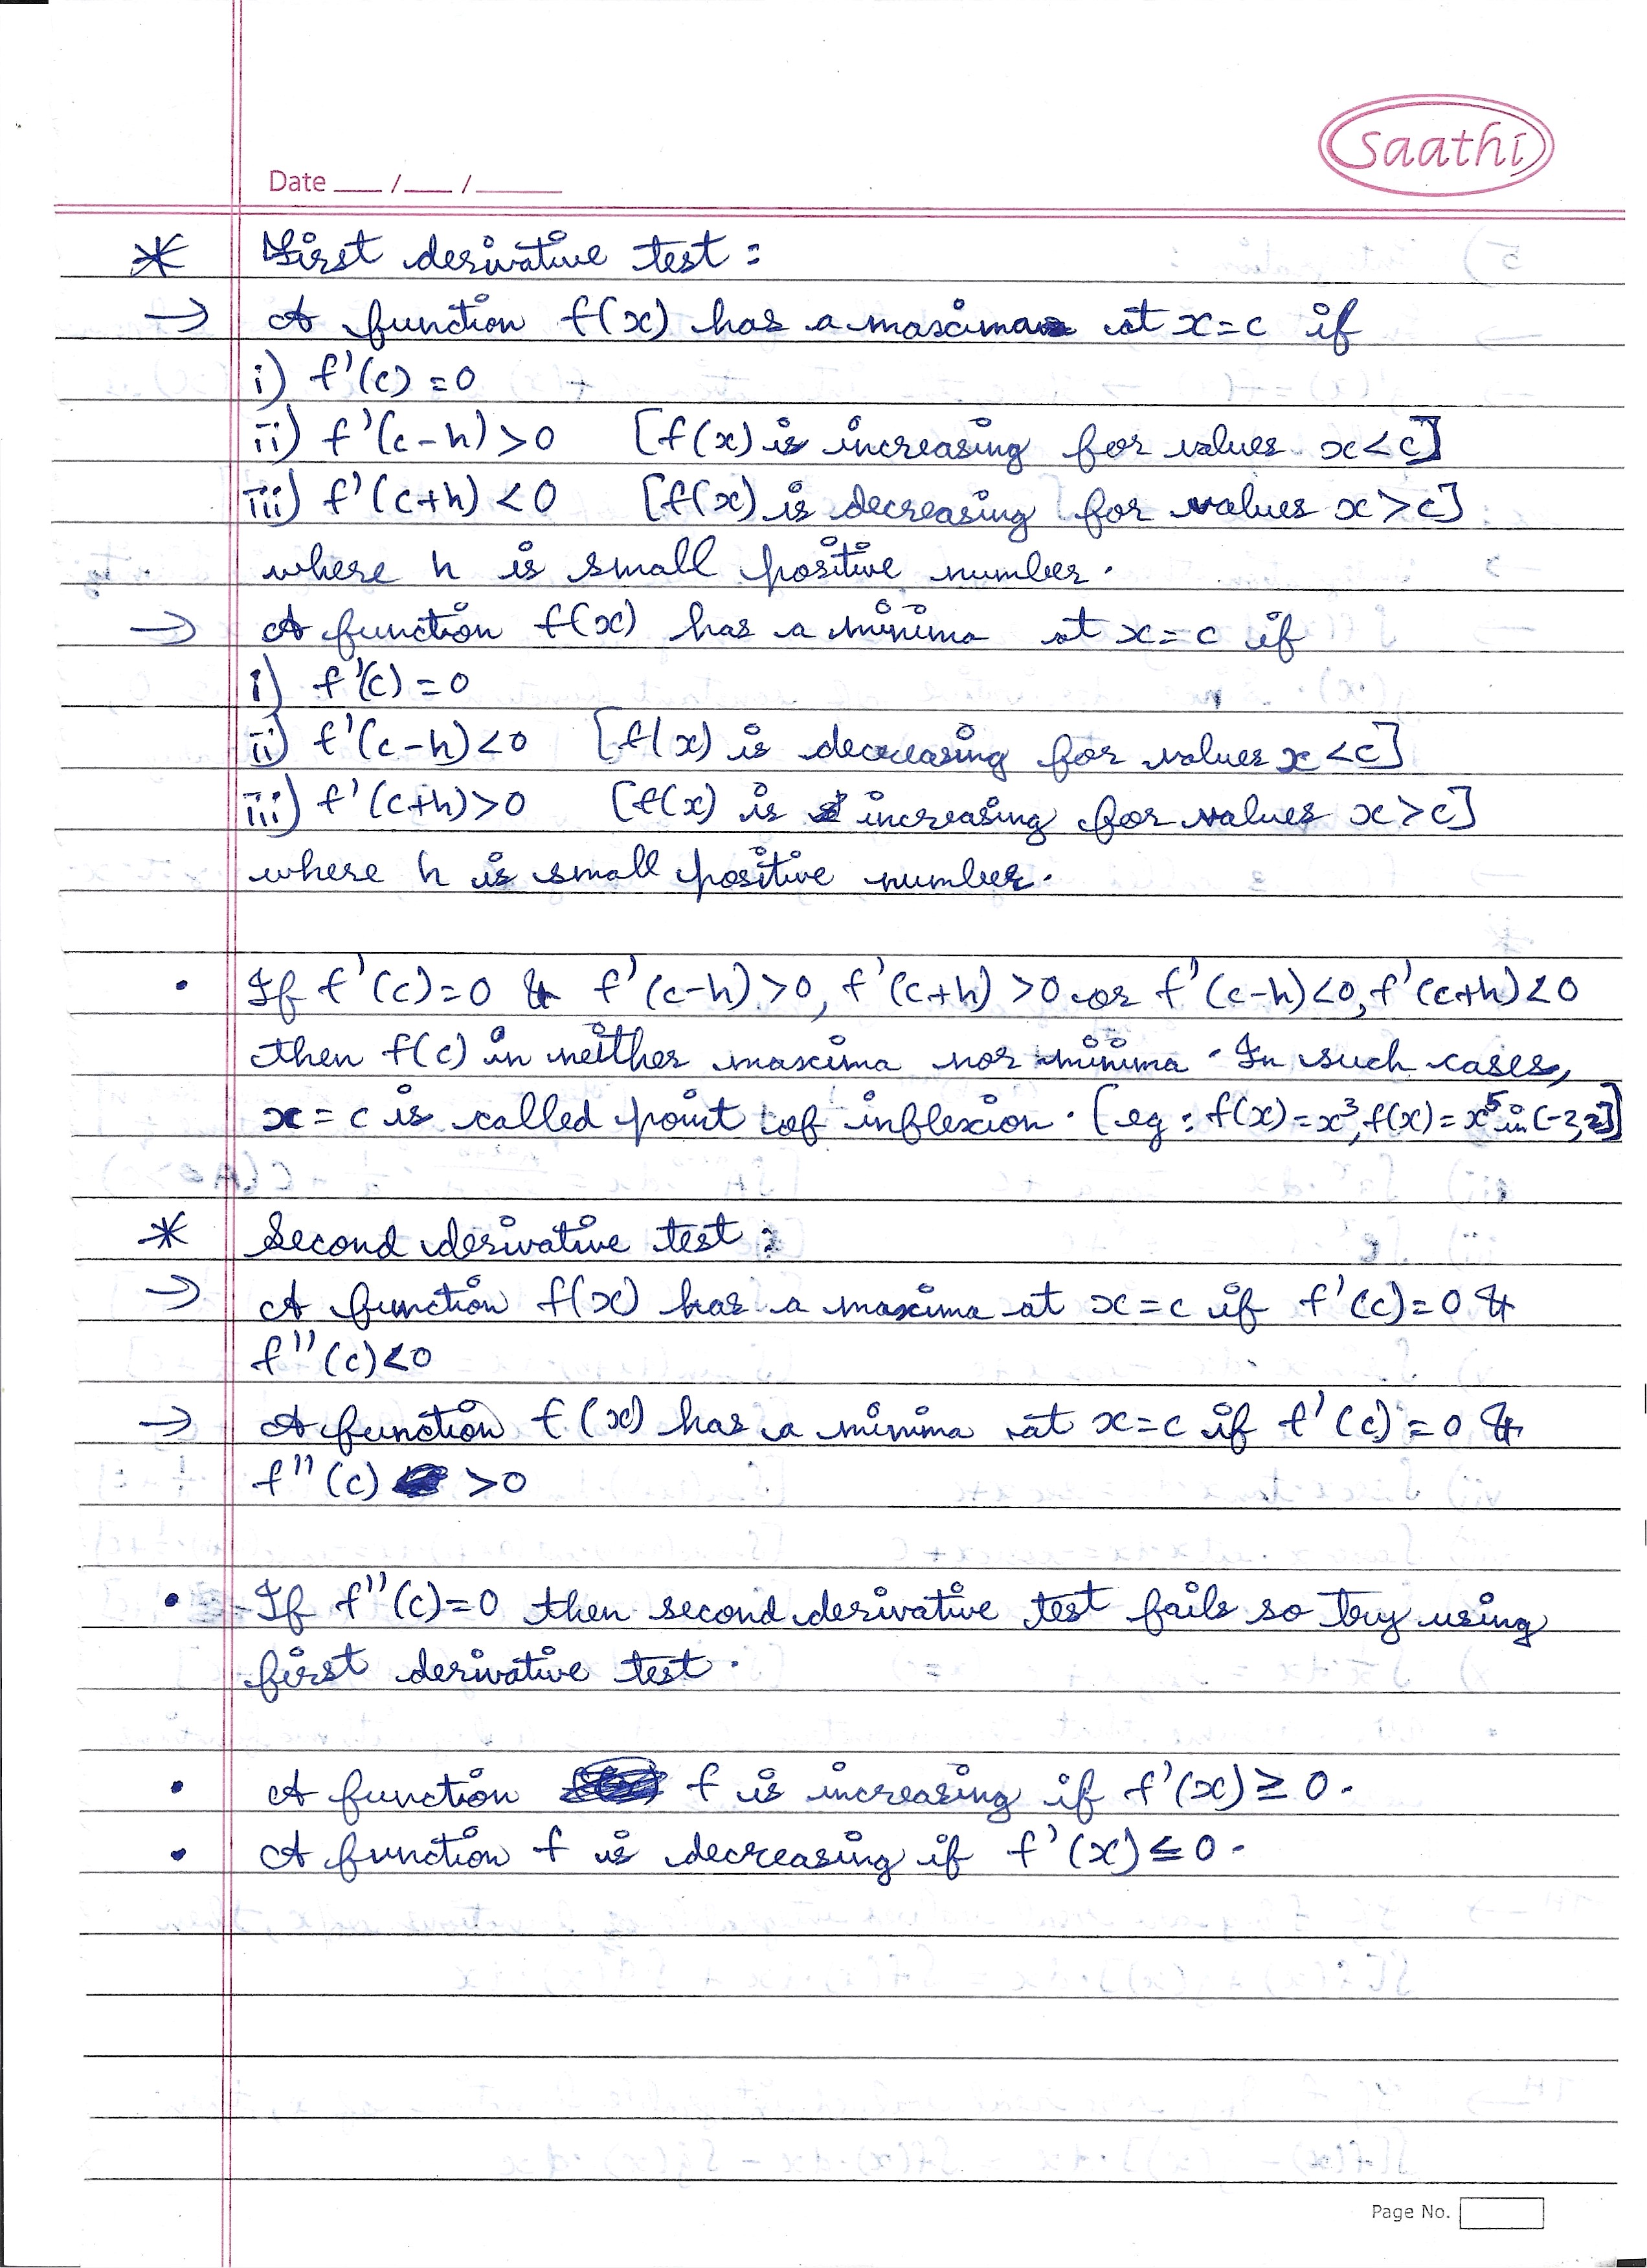 saathi
Date ___/___/______
* First derivative test :
→ A function f(x) has a maxima at x=c if
i) f'(c) =0
ii) f'(c-h) >0 [f(x) is increasing for values x<c]
iii) f'(c+h) <0 [f(x) is decreasing for values x>c]
where h is small positive number.
→ A function f(x) has a minima at x=c if
i) f'(c) =0
ii) f'(c-h) <0 [f(x) is decreasing for values x<c]
iii) f'(c+h)>0 [f(x) is increasing for values x>c]
where h is small positive number.
• If f'(c)=0 & f'(c-h) >0, f'(c+h) >0 or f'(c-h)<0, f'(c+h)<0
then f(c) in neither maxima nor minima. In such cases,
x=c is called point of inflexion. [eg : f(x)=x³, f(x)=x⁵ in [-2,2]]
* Second derivative test :
→ A function f(x) has a maxima at x=c if f'(c)=0 &
f''(c)<0
→ A function f(x) has a minima at x=c if f'(c)=0 &
f''(c) >0
• If f''(c)=0 then second derivative test fails so try using
first derivative test.
• A function f is increasing if f'(x) ≥ 0.
• A function f is decreasing if f'(x) ≤ 0.
Page No.